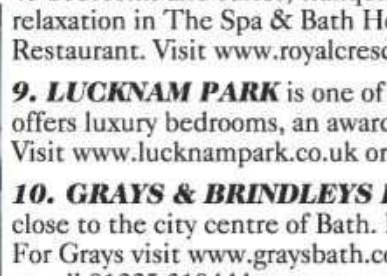 relaxation in The Spa & Bath Ho
Restaurant. Visit www.royalcresc
9. LUCKNAM PARK is one of
offers luxury bedrooms, an award
Visit www.lucknampark.co.uk or
10. GRAYS & BRINDLEYS
close to the city centre of Bath.
For Grays visit www.graysbath.co